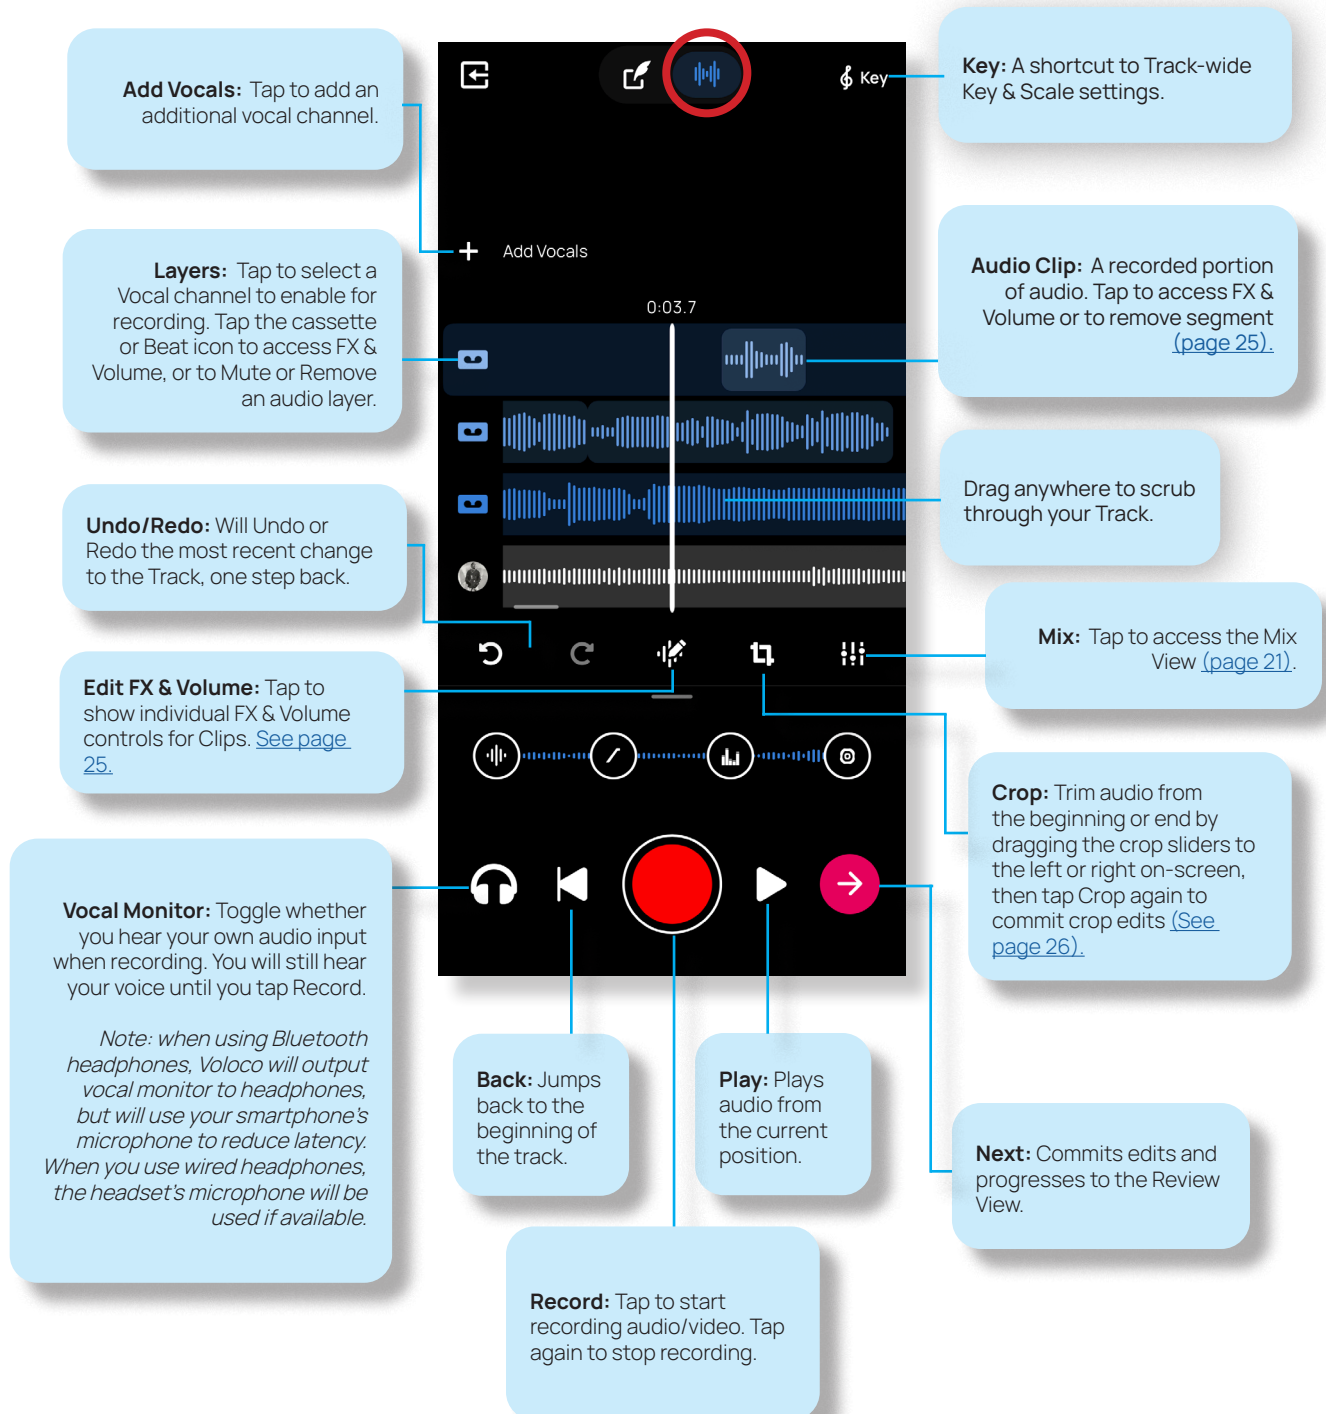 Add Vocals: Tap to add an
additional vocal channel.
Key
Key: A shortcut to Track-wide
Key & Scale settings.
Add Vocals
Layers: Tap to select a
Vocal channel to enable for
recording. Tap the cassette
or Beat icon to access FX &
Volume, or to Mute or Remove
an audio layer.
0:03.7
Audio Clip: A recorded portion
of audio. Tap to access FX &
Volume or to remove segment
(page 25).
Drag anywhere to scrub
through your Track.
Undo/Redo: Will Undo or
Redo the most recent change
to the Track, one step back.
Mix: Tap to access the Mix
View (page 21).
Edit FX & Volume: Tap to
show individual FX & Volume
controls for Clips. See page
25.
Crop: Trim audio from
the beginning or end by
dragging the crop sliders to
the left or right on-screen,
then tap Crop again to
commit crop edits (See
page 26).
Vocal Monitor: Toggle whether
you hear your own audio input
when recording. You will still hear
your voice until you tap Record.
Note: when using Bluetooth
headphones, Voloco will output
vocal monitor to headphones,
but will use your smartphone's
microphone to reduce latency.
When you use wired headphones,
the headset's microphone will be
used if available.
Back: Jumps
back to the
beginning of
the track.
Play: Plays
audio from
the current
position.
Next: Commits edits and
progresses to the Review
View.
Record: Tap to start
recording audio/video. Tap
again to stop recording.